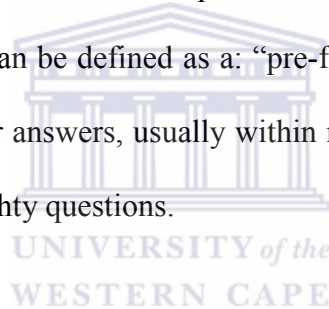 an be defined as a: “pre-f
r answers, usually within r
hty questions.
UNIVERSITY of the
WESTERN CAPE